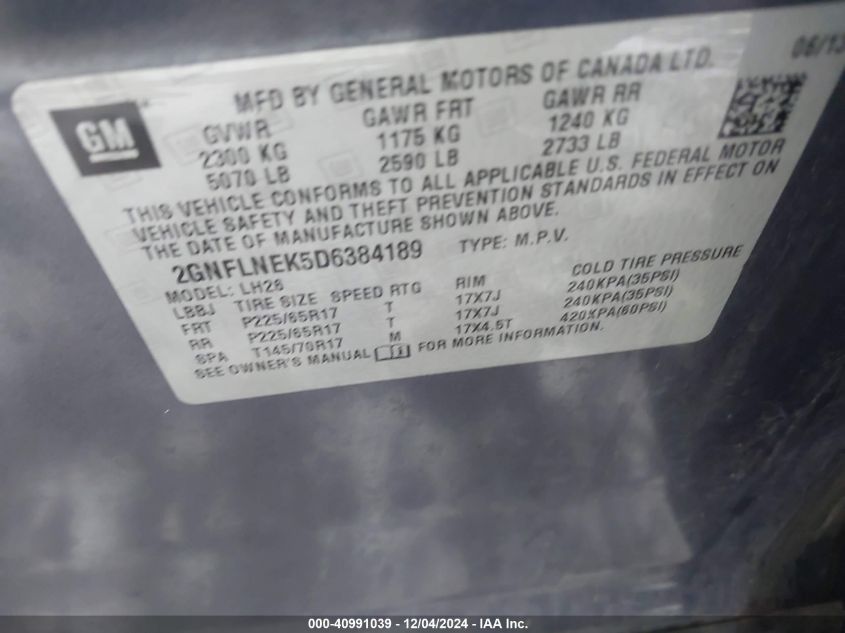 06/13
MFD BY GENERAL MOTORS OF CANADA LTD.
GM
GVWR GAWR FRT GAWR RR
2300 KG 1175 KG 1240 KG
5070 LB 2590 LB 2733 LB
THIS VEHICLE CONFORMS TO ALL APPLICABLE U.S. FEDERAL MOTOR
VEHICLE SAFETY AND THEFT PREVENTION STANDARDS IN EFFECT ON
THE DATE OF MANUFACTURE SHOWN ABOVE.
2GNFLNEK5D6384189 TYPE: M.P.V.
MODEL: LH26
LBBJ TIRE SIZE SPEED RTG RIM COLD TIRE PRESSURE
FRT P225/65R17 T 17X7J 240KPA(35PSI)
RR P225/65R17 T 17X7J 240KPA(35PSI)
SPA T145/70R17 M 17X4.5T 420KPA(60PSI)
SEE OWNER'S MANUAL FOR MORE INFORMATION.
000-40991039 - 12/04/2024 - IAA Inc.